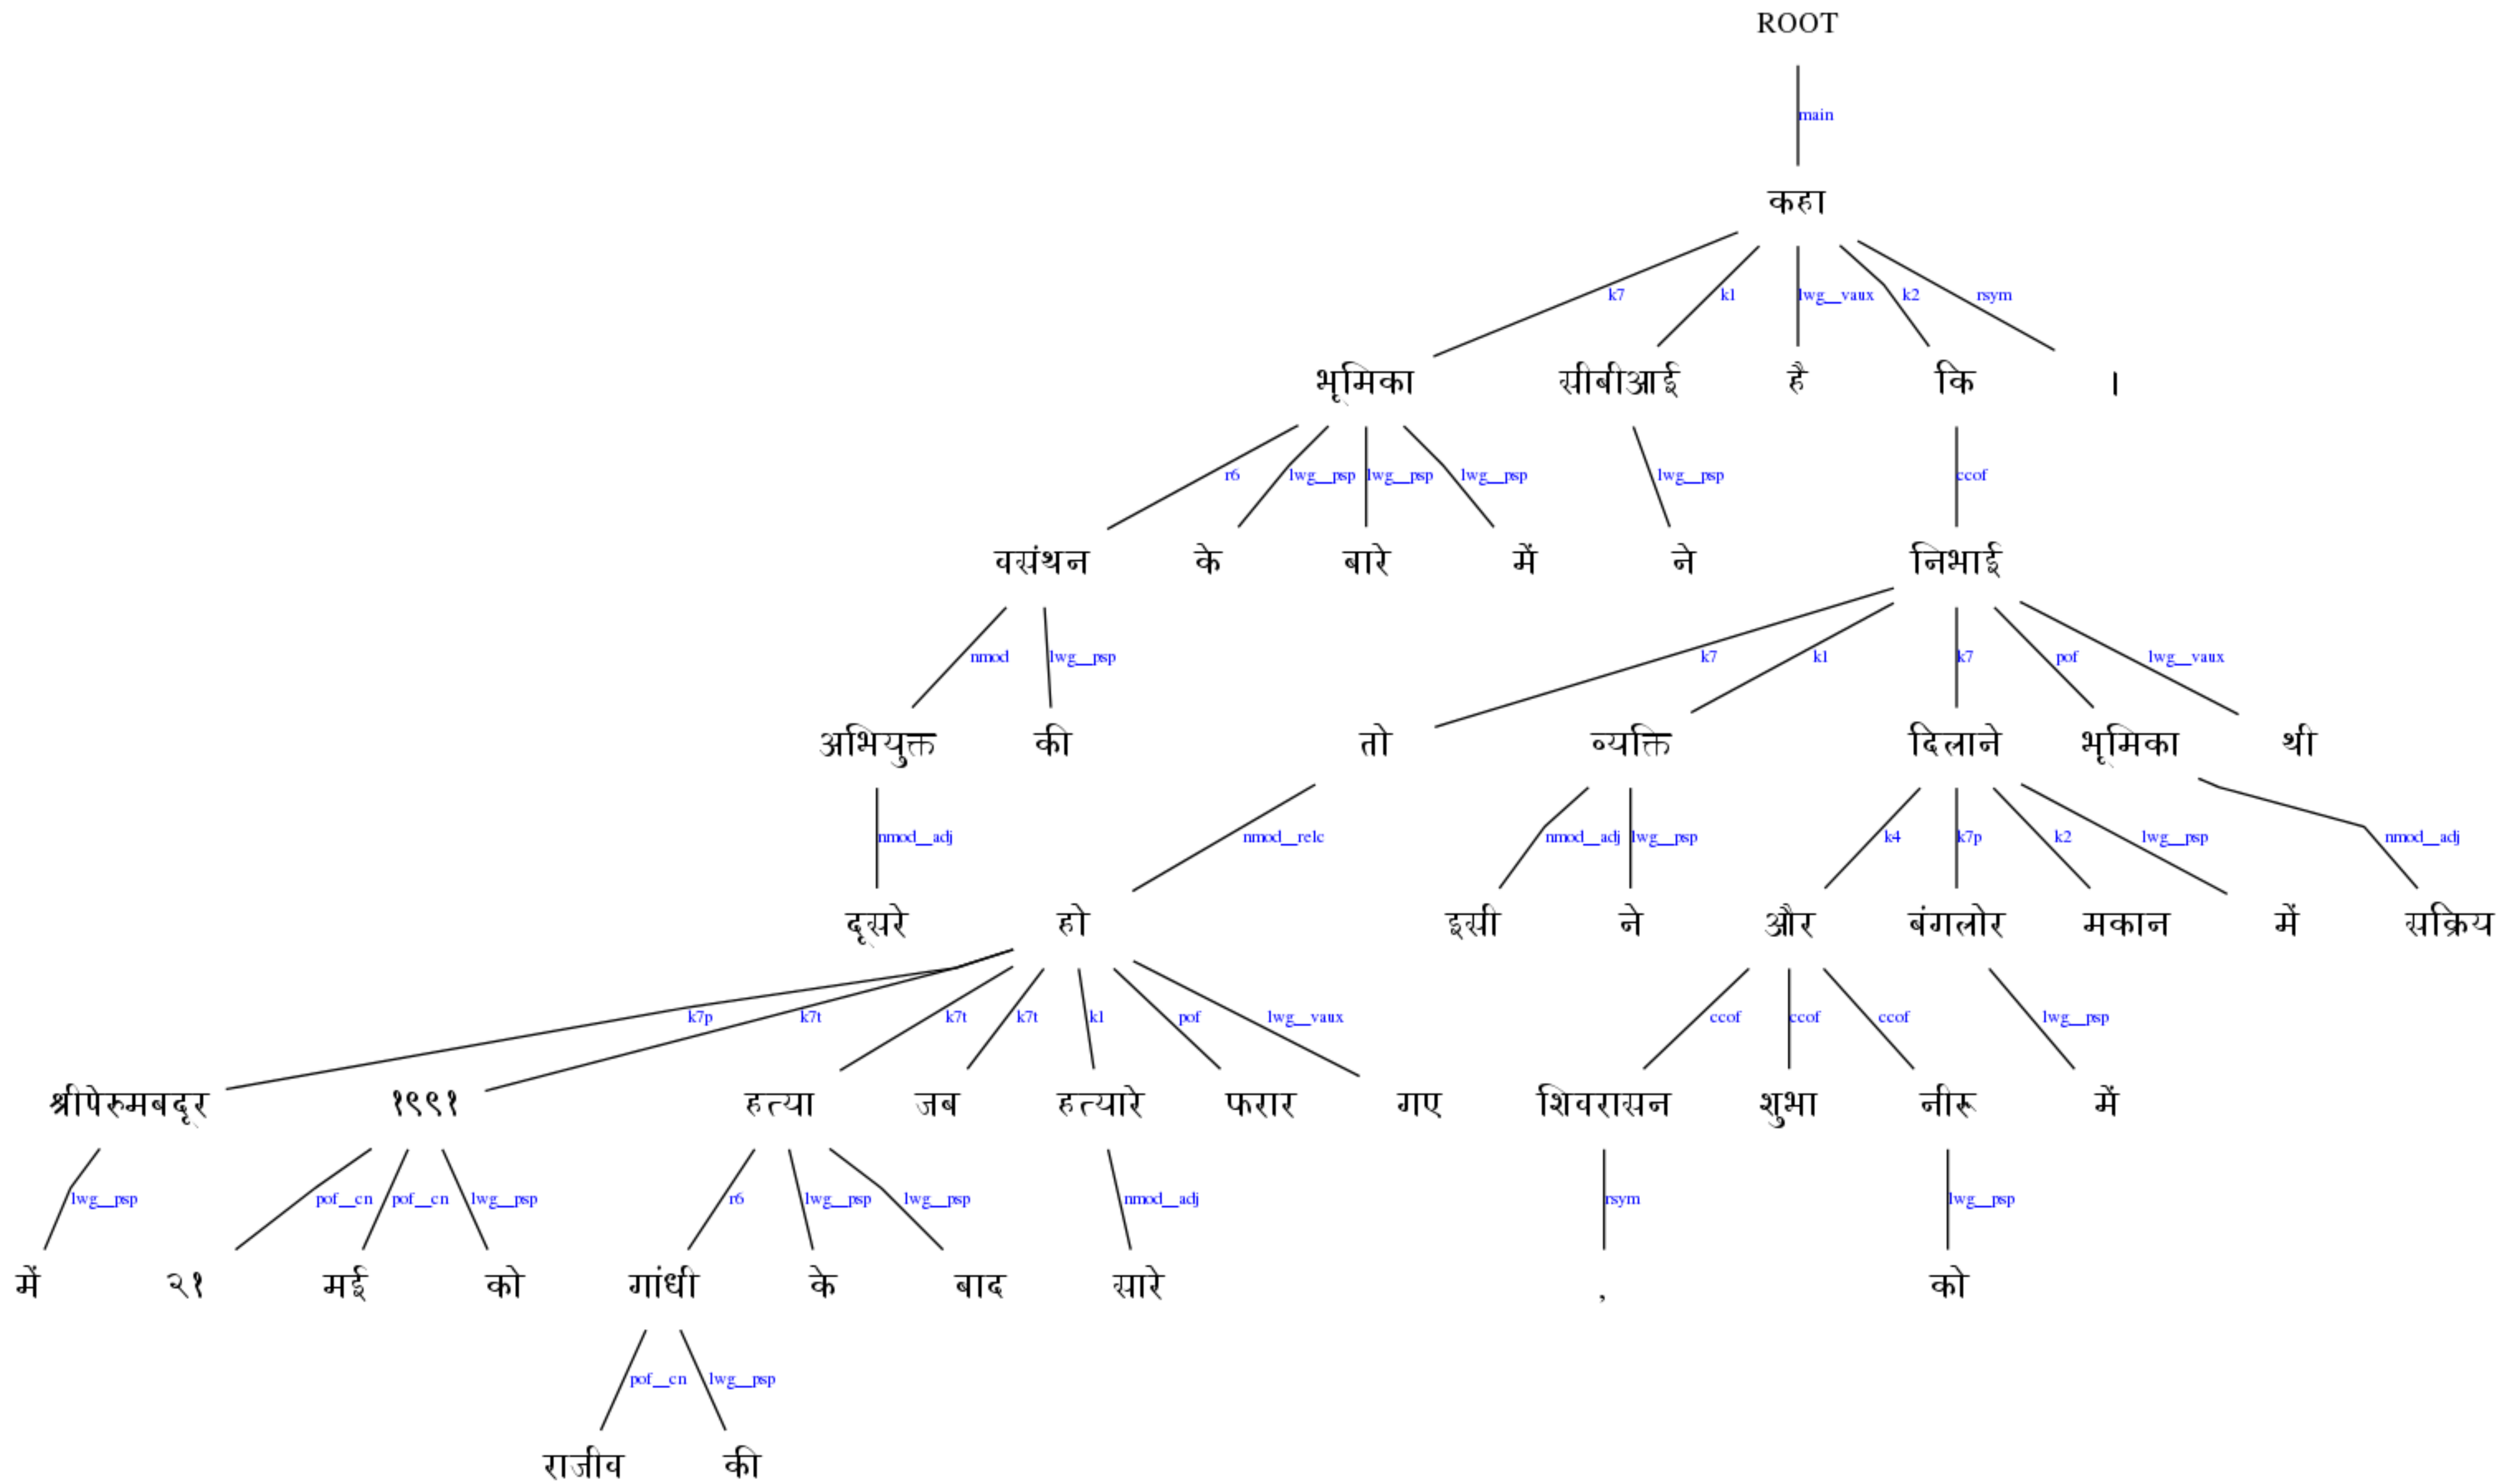 ROOT
main
कहा
k7 k1 lwg__vaux k2 rsym
भूमिका सीबीआई है कि ।
r6 lwg__psp lwg__psp lwg__psp lwg__psp ccof
वसंथन के बारे में ने निभाई
nmod lwg__psp k7 k1 k7 pof lwg__vaux
अभियुक्त की तो व्यक्ति दिलाने भूमिका थी
nmod__adj nmod__relc nmod__adj lwg__psp k4 k7p k2 lwg__psp nmod__adj
दूसरे हो इसी ने और बंगलोर मकान में सक्रिय
k7p k7t k7t k7t k1 pof lwg__vaux ccof ccof ccof lwg__psp
श्रीपेरुमबदूर १९९१ हत्या जब हत्यारे फरार गए शिवरासन शुभा नीरू में
lwg__psp pof__cn pof__cn lwg__psp r6 lwg__psp lwg__psp nmod__adj rsym lwg__psp
में २१ मई को गांधी के बाद सारे , को
pof__cn lwg__psp
राजीव की